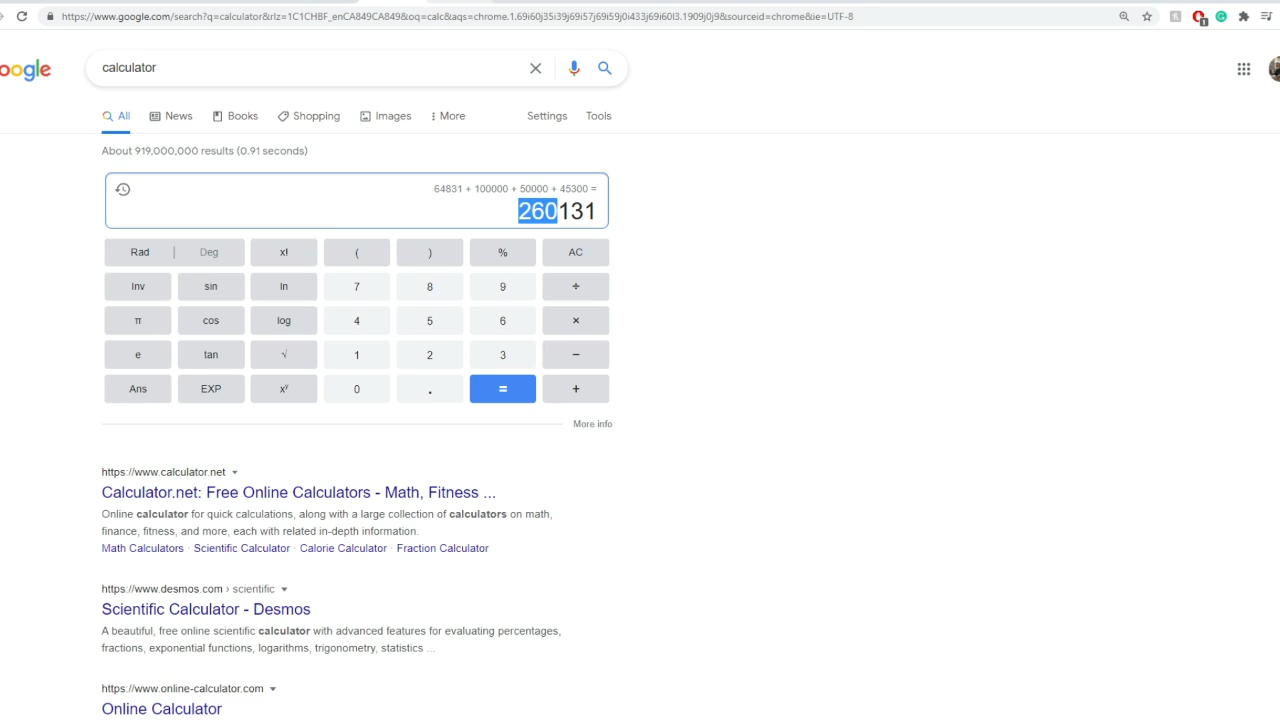 https://www.google.com/search?q=calculator&rlz=1C1CHBF_enCA849CA849&oq=calc&aqs=chrome.1.69i60j35i39j69i57j69i59j0i433j69i60l3.1909j0j9&sourceid=chrome&ie=UTF-8
1
oogle
calculator
All News Books Shopping Images More Settings Tools
About 919,000,000 results (0.91 seconds)
64831 + 100000 + 50000 + 45300 =
260131
Rad | Deg x! ( ) % AC
Inv sin ln 7 8 9 ÷
π cos log 4 5 6 ×
e tan √ 1 2 3 −
Ans EXP xʸ 0 . = +
More info
https://www.calculator.net
Calculator.net: Free Online Calculators - Math, Fitness ...
Online calculator for quick calculations, along with a large collection of calculators on math,
finance, fitness, and more, each with related in-depth information.
Math Calculators · Scientific Calculator · Calorie Calculator · Fraction Calculator
https://www.desmos.com › scientific
Scientific Calculator - Desmos
A beautiful, free online scientific calculator with advanced features for evaluating percentages,
fractions, exponential functions, logarithms, trigonometry, statistics ...
https://www.online-calculator.com
Online Calculator